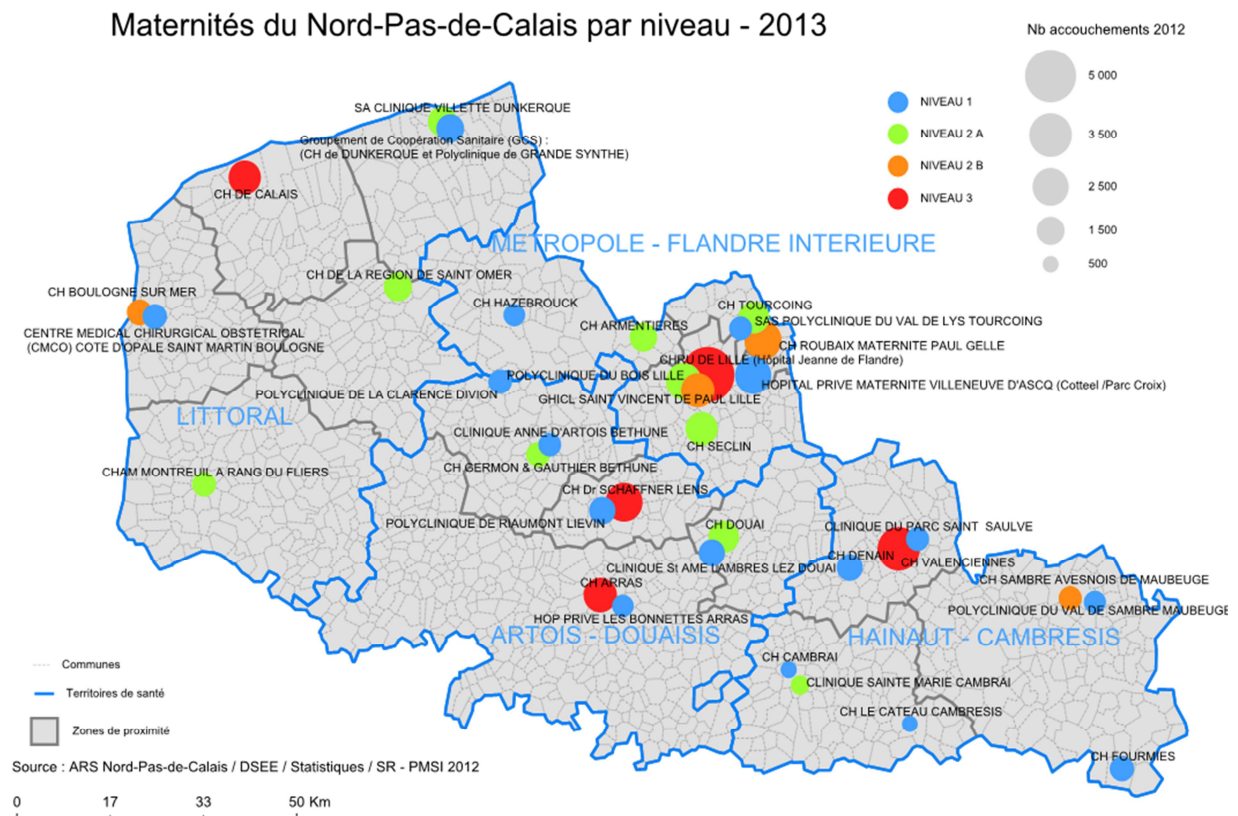 Maternités du Nord-Pas-de-Calais par niveau - 2013
Nb accouchements 2012
5 000
3 500
2 500
1 500
500
NIVEAU 1
NIVEAU 2 A
NIVEAU 2 B
NIVEAU 3
SA CLINIQUE VILLETTE DUNKERQUE
Groupement de Coopération Sanitaire (GCS) :
(CH de DUNKERQUE et Polyclinique de GRANDE SYNTHE)
CH DE CALAIS
METROPOLE - FLANDRE INTERIEURE
CH DE LA REGION DE SAINT OMER
CH BOULOGNE SUR MER
CH HAZEBROUCK
CH TOURCOING
CH ARMENTIERES
SAS POLYCLINIQUE DU VAL DE LYS TOURCOING
CENTRE MEDICAL CHIRURGICAL OBSTETRICAL
(CMCO) COTE D'OPALE SAINT MARTIN BOULOGNE
CH ROUBAIX MATERNITE PAUL GELLE
CHRU DE LILLE (Hôpital Jeanne de Flandre)
POLYCLINIQUE DU BOIS LILLE
HOPITAL PRIVE MATERNITE VILLENEUVE D'ASCQ (Cotteel /Parc Croix)
POLYCLINIQUE DE LA CLARENCE DIVION
GHICL SAINT VINCENT DE PAUL LILLE
LITTORAL
CLINIQUE ANNE D'ARTOIS BETHUNE
CH SECLIN
CH GERMON & GAUTHIER BETHUNE
CHAM MONTREUIL A RANG DU FLIERS
CH Dr SCHAFFNER LENS
POLYCLINIQUE DE RIAUMONT LIEVIN
CH DOUAI
CLINIQUE DU PARC SAINT SAULVE
CH DENAIN
CH VALENCIENNES
CLINIQUE St AME LAMBRES LEZ DOUAI
CH ARRAS
CH SAMBRE AVESNOIS DE MAUBEUGE
POLYCLINIQUE DU VAL DE SAMBRE MAUBEUGE
HOP PRIVE LES BONNETTES ARRAS
ARTOIS - DOUAISIS
HAINAUT - CAMBRESIS
CH CAMBRAI
CLINIQUE SAINTE MARIE CAMBRAI
CH LE CATEAU CAMBRESIS
CH FOURMIES
Communes
Territoires de santé
Zones de proximité
Source : ARS Nord-Pas-de-Calais / DSEE / Statistiques / SR - PMSI 2012
0 17 33 50 Km